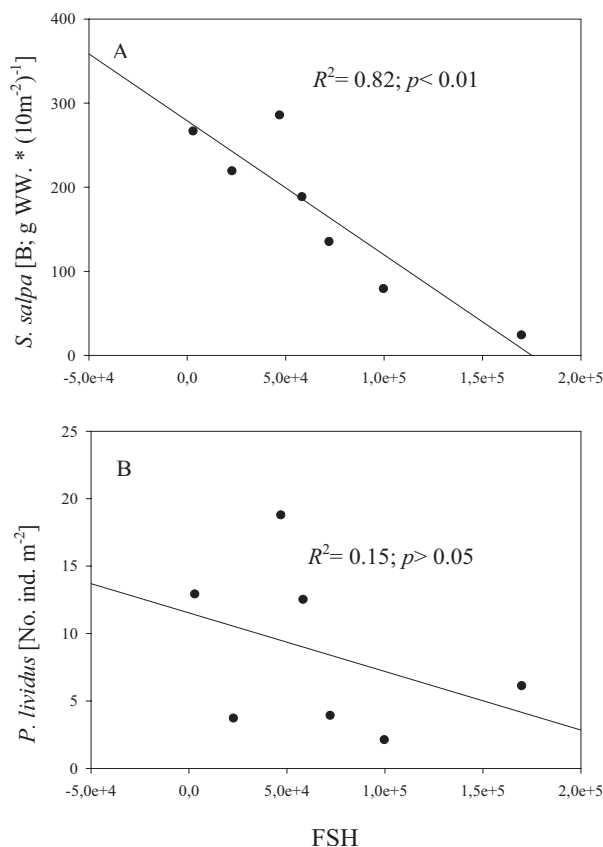 A
R²= 0.82; p< 0.01
S. salpa [B; g WW. * (10m⁻²)⁻¹
400
300
200
100
0
-5,0e+4 0,0 5,0e+4 1,0e+5 1,5e+5 2,0e+5
B
R²= 0.15; p> 0.05
P. lividus [No. ind. m⁻²]
25
20
15
10
5
0
-5,0e+4 0,0 5,0e+4 1,0e+5 1,5e+5 2,0e+5
FSH